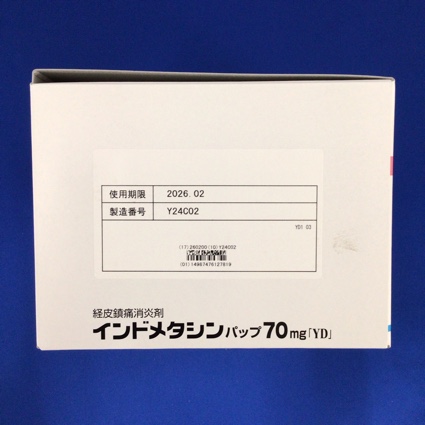 使用期限 2026.02
製造番号 Y24C02
YD1 03
(17)260200(10)Y24C02
(01)14987476127819
経皮鎮痛消炎剤
インドメタシンパップ70mg「YD」